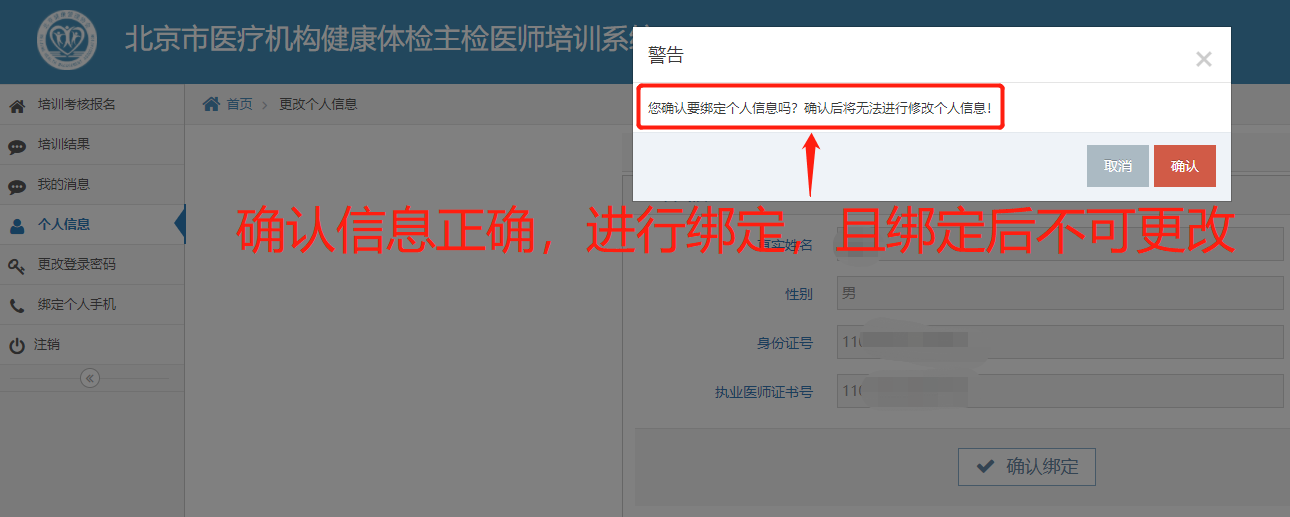 北京市医疗机构健康体检主检医师培训系统
警告
×
您确认要绑定个人信息吗？确认后将无法进行修改个人信息！
取消
确认
培训考核报名
培训结果
我的消息
个人信息
更改登录密码
绑定个人手机
注销
首页 > 更改个人信息
确认信息正确，进行绑定，且绑定后不可更改
真实姓名
性别 男
身份证号 110
执业医师证书号 110
确认绑定